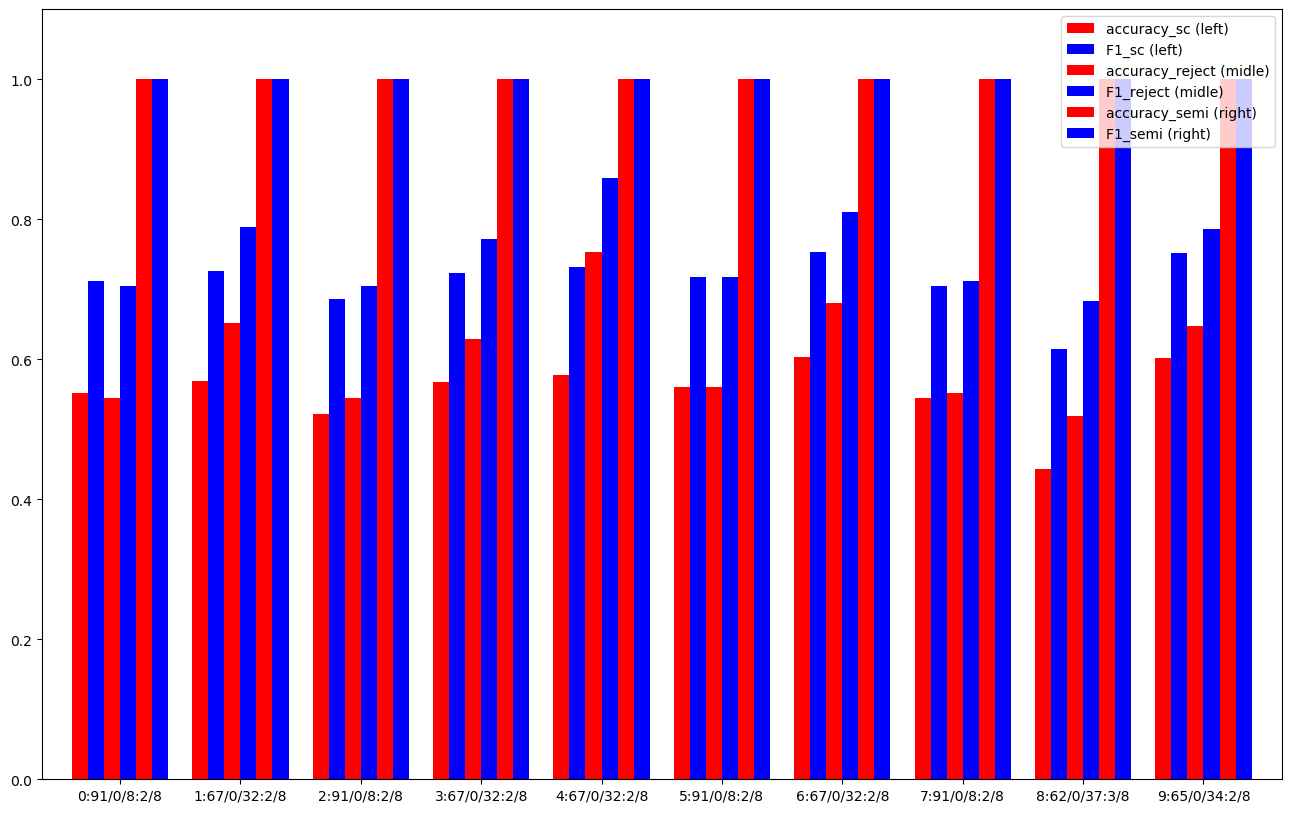 accuracy_sc (left)
F1_sc (left)
accuracy_reject (midle)
F1_reject (midle)
accuracy_semi (right)
F1_semi (right)
1.0
0.8
0.6
0.4
0.2
0.0
0:91/0/8:2/8 1:67/0/32:2/8 2:91/0/8:2/8 3:67/0/32:2/8 4:67/0/32:2/8 5:91/0/8:2/8 6:67/0/32:2/8 7:91/0/8:2/8 8:62/0/37:3/8 9:65/0/34:2/8